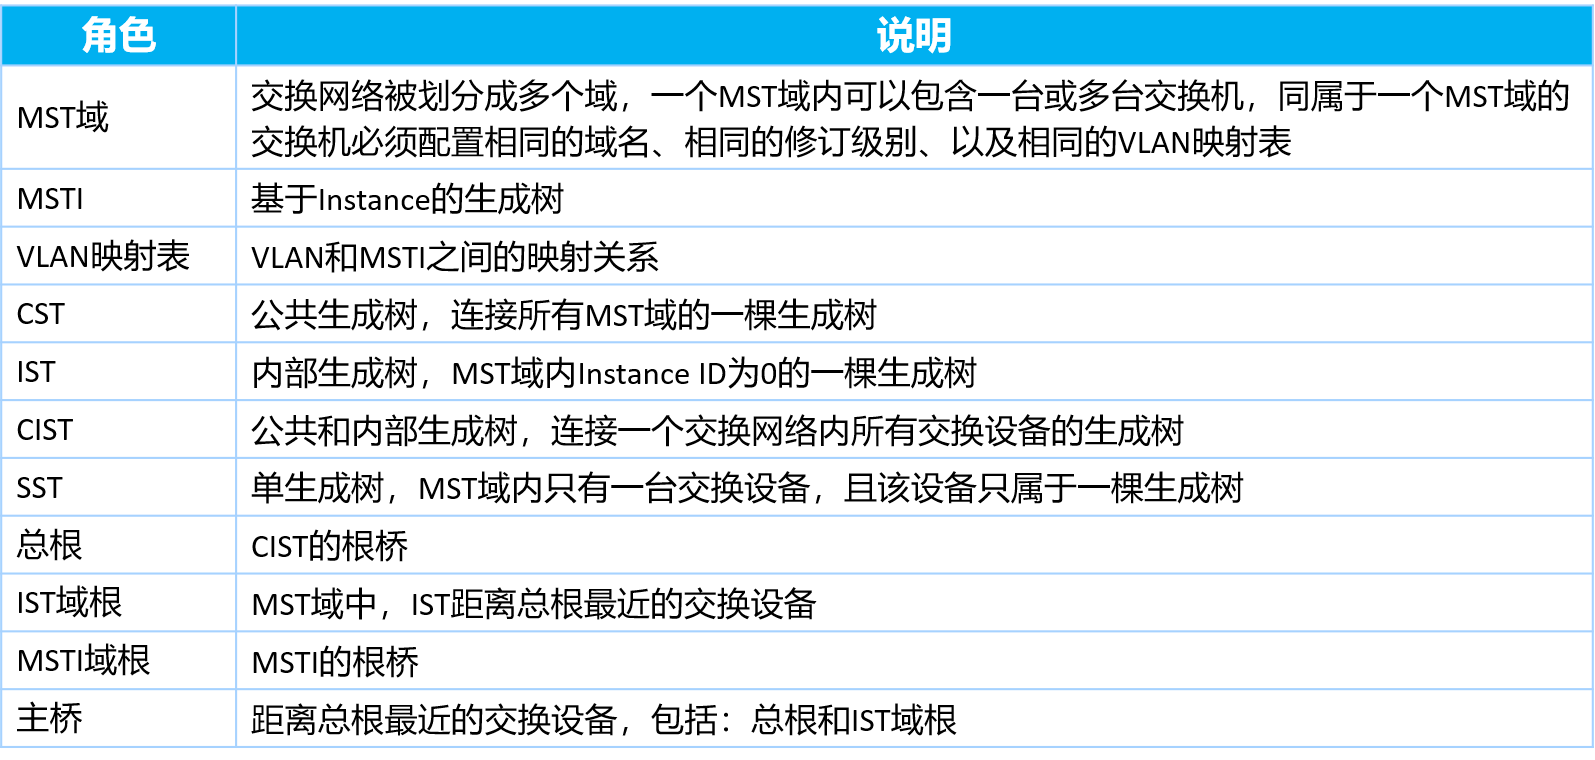 角色 说明
MST域 交换网络被划分成多个域，一个MST域内可以包含一台或多台交换机，同属于一个MST域的
交换机必须配置相同的域名、相同的修订级别、以及相同的VLAN映射表
MSTI 基于Instance的生成树
VLAN映射表 VLAN和MSTI之间的映射关系
CST 公共生成树，连接所有MST域的一棵生成树
IST 内部生成树，MST域内Instance ID为0的一棵生成树
CIST 公共和内部生成树，连接一个交换网络内所有交换设备的生成树
SST 单生成树，MST域内只有一台交换设备，且该设备只属于一棵生成树
总根 CIST的根桥
IST域根 MST域中，IST距离总根最近的交换设备
MSTI域根 MSTI的根桥
主桥 距离总根最近的交换设备，包括：总根和IST域根